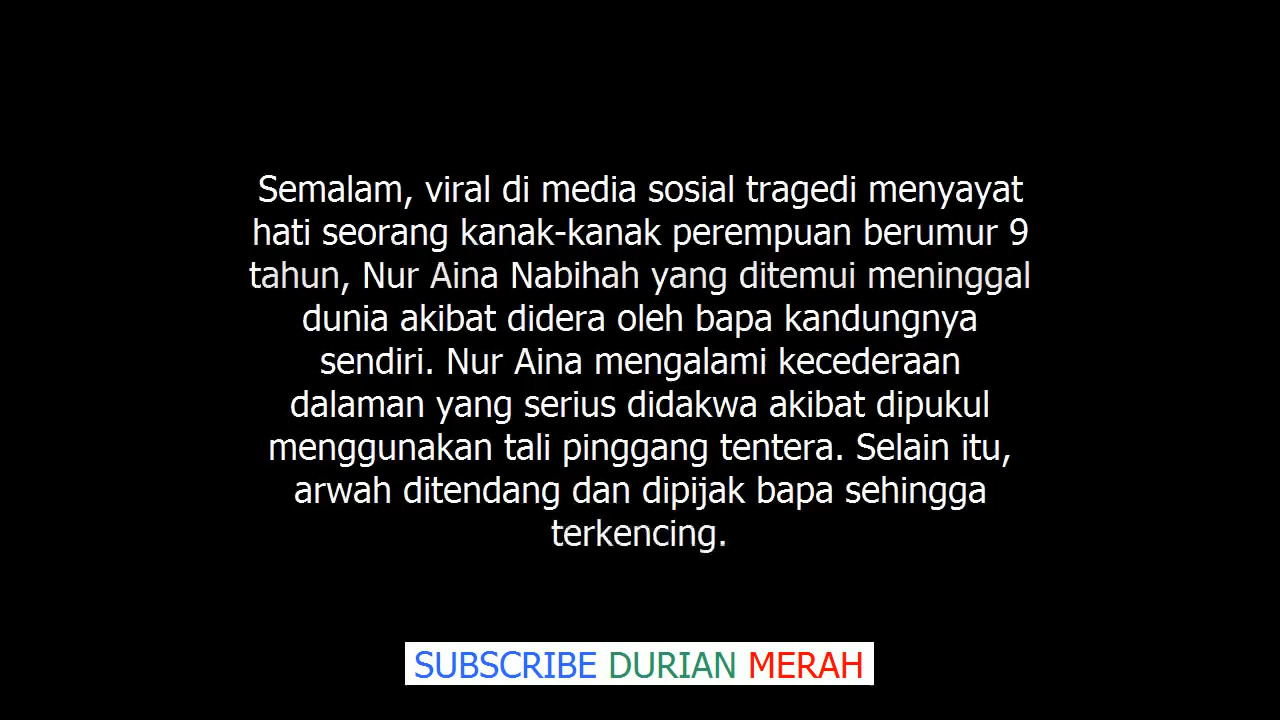 Semalam, viral di media sosial tragedi menyayat
hati seorang kanak-kanak perempuan berumur 9
tahun, Nur Aina Nabihah yang ditemui meninggal
dunia akibat didera oleh bapa kandungnya
sendiri. Nur Aina mengalami kecederaan
dalaman yang serius didakwa akibat dipukul
menggunakan tali pinggang tentera. Selain itu,
arwah ditendang dan dipijak bapa sehingga
terkencing.
SUBSCRIBE DURIAN MERAH